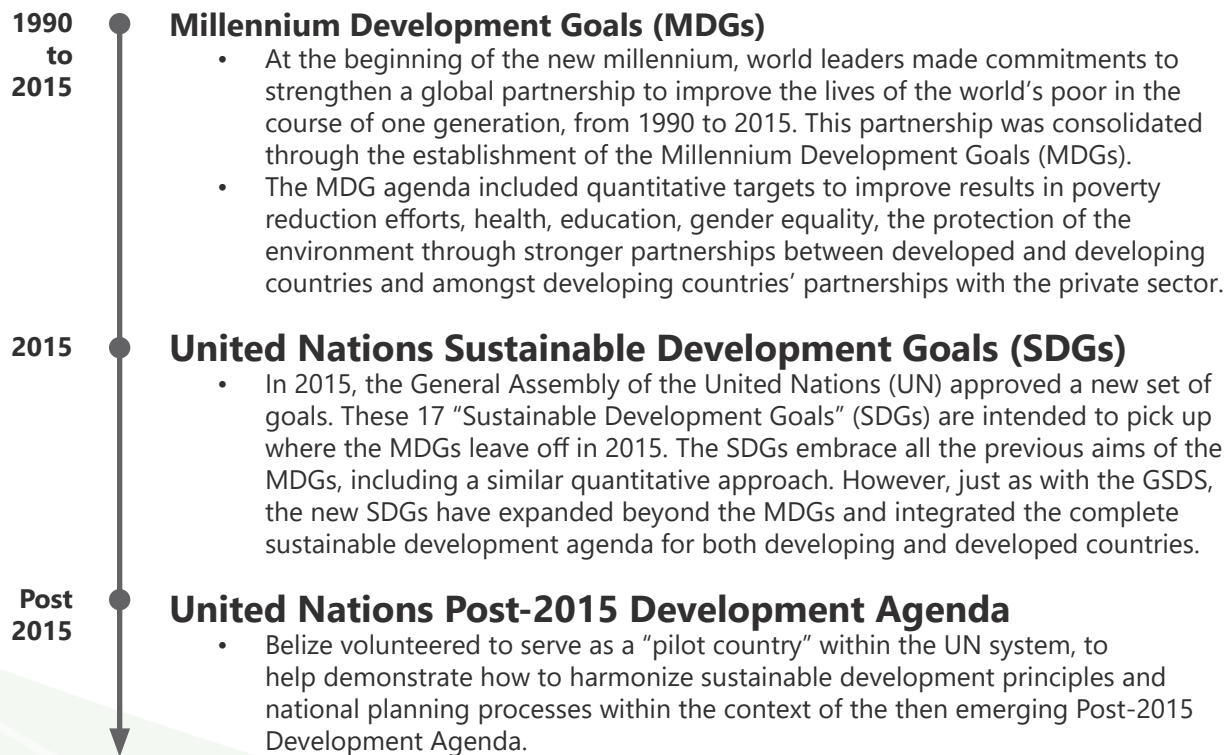 1990
to
2015
Millennium Development Goals (MDGs)
• At the beginning of the new millennium, world leaders made commitments to
strengthen a global partnership to improve the lives of the world’s poor in the
course of one generation, from 1990 to 2015. This partnership was consolidated
through the establishment of the Millennium Development Goals (MDGs).
• The MDG agenda included quantitative targets to improve results in poverty
reduction efforts, health, education, gender equality, the protection of the
environment through stronger partnerships between developed and developing
countries and amongst developing countries’ partnerships with the private sector.
2015
United Nations Sustainable Development Goals (SDGs)
• In 2015, the General Assembly of the United Nations (UN) approved a new set of
goals. These 17 “Sustainable Development Goals” (SDGs) are intended to pick up
where the MDGs leave off in 2015. The SDGs embrace all the previous aims of the
MDGs, including a similar quantitative approach. However, just as with the GSDS,
the new SDGs have expanded beyond the MDGs and integrated the complete
sustainable development agenda for both developing and developed countries.
Post
2015
United Nations Post-2015 Development Agenda
• Belize volunteered to serve as a “pilot country” within the UN system, to
help demonstrate how to harmonize sustainable development principles and
national planning processes within the context of the then emerging Post-2015
Development Agenda.